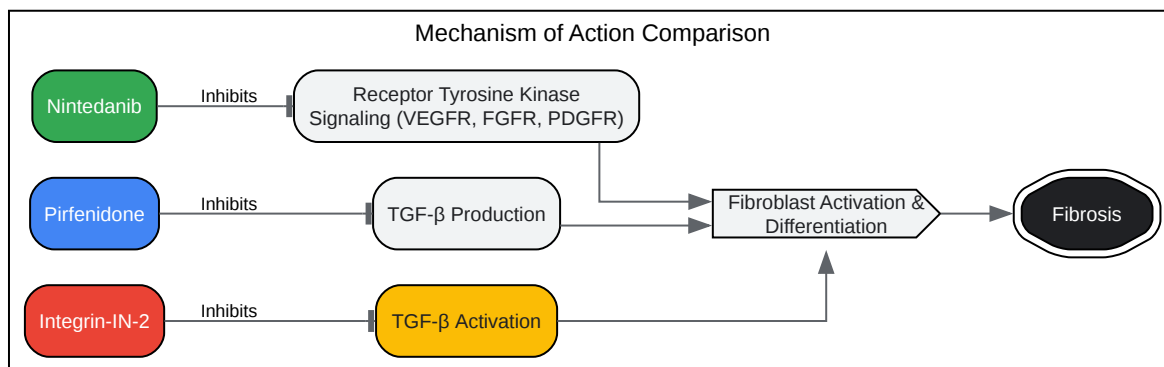 Mechanism of Action Comparison
Nintedanib
Inhibits
Receptor Tyrosine Kinase
Signaling (VEGFR, FGFR, PDGFR)
Pirfenidone
Inhibits
TGF-β Production
Fibroblast Activation &
Differentiation
Fibrosis
Integrin-IN-2
Inhibits
TGF-β Activation